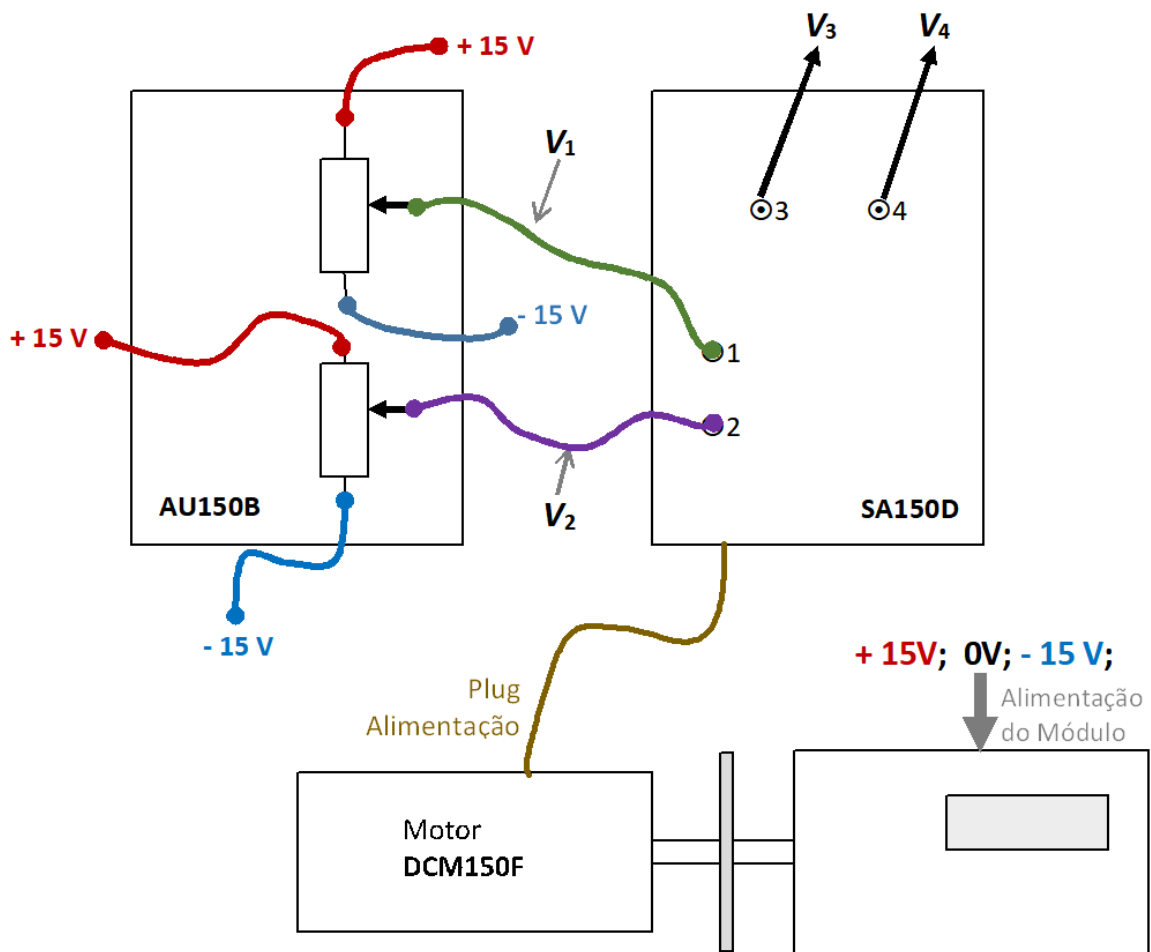 V3
V4
+ 15 V
V1
3
4
- 15 V
+ 15 V
1
2
AU150B
V2
SA150D
- 15 V
+ 15V; 0V; - 15 V;
Plug
Alimentação
Alimentação
do Módulo
Motor
DCM150F